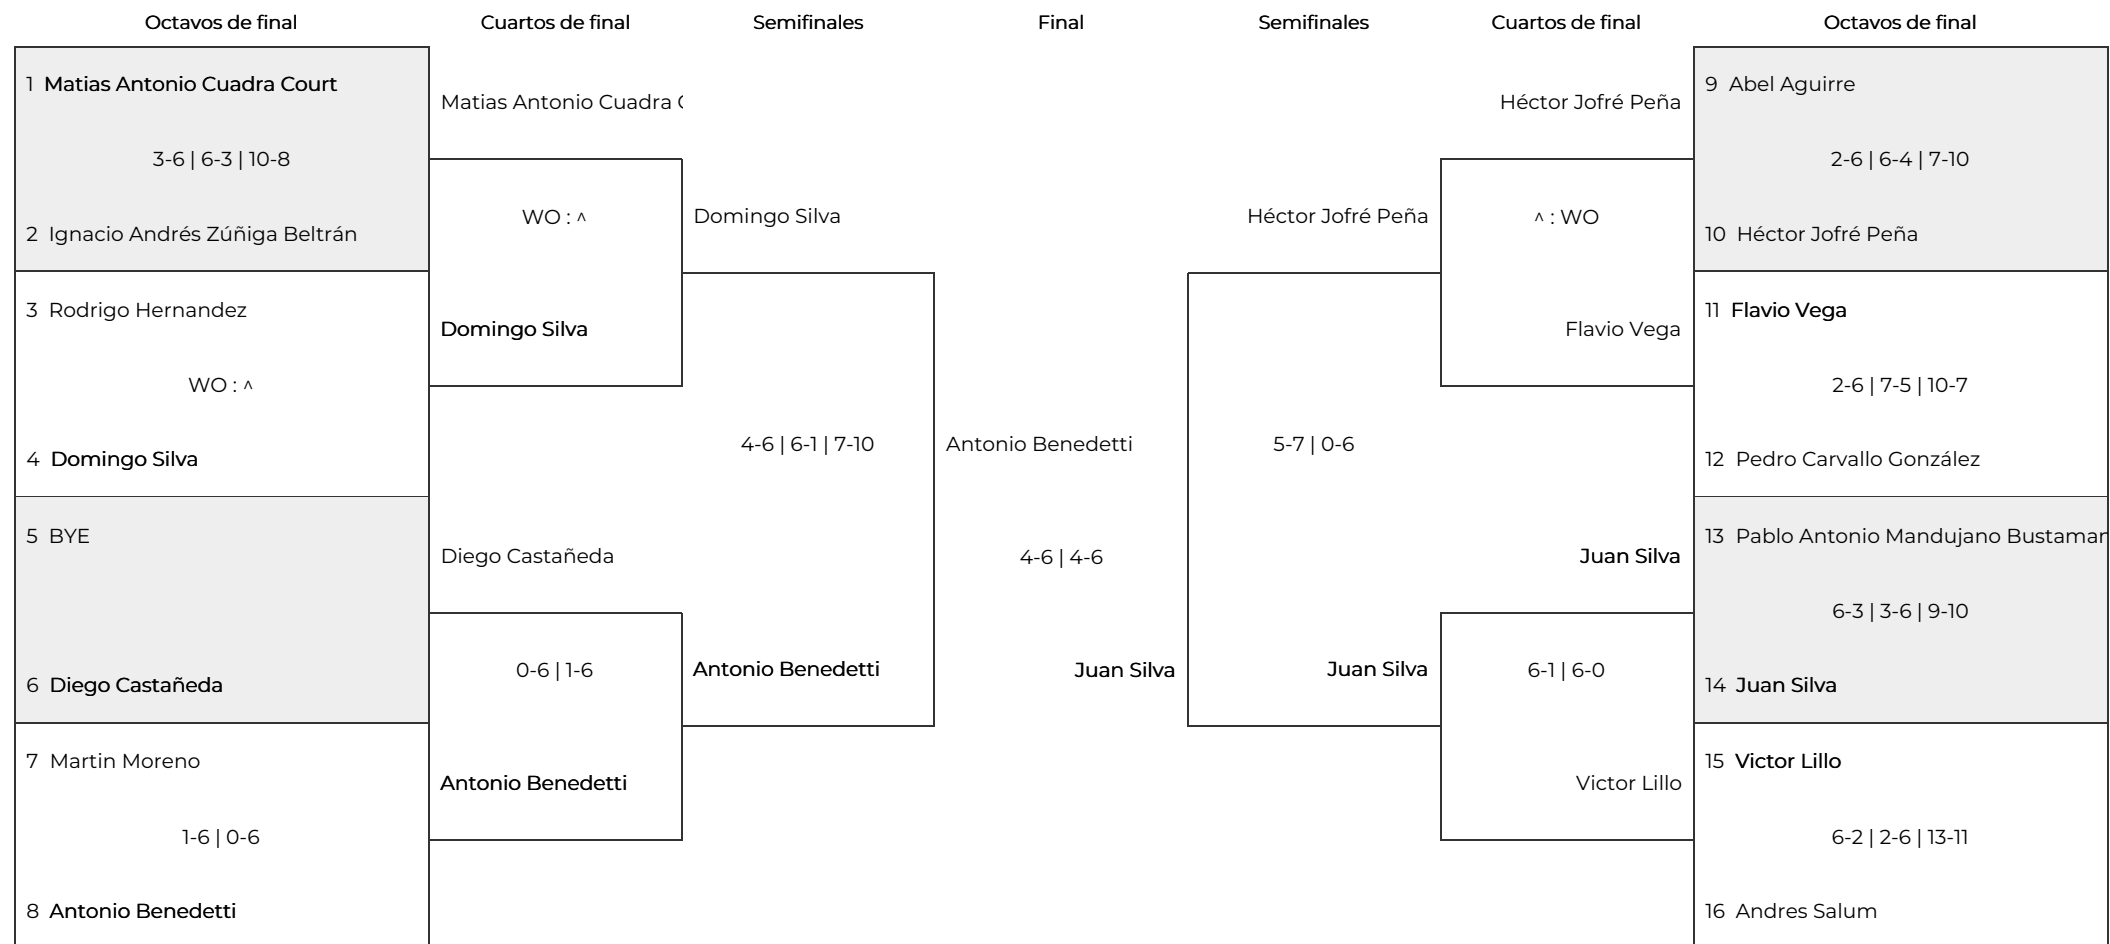 Octavos de final
Cuartos de final
Semifinales
Final
Semifinales
Cuartos de final
Octavos de final
1 Matias Antonio Cuadra Court
3-6 | 6-3 | 10-8
2 Ignacio Andrés Zúñiga Beltrán
3 Rodrigo Hernandez
WO : ^
4 Domingo Silva
5 BYE
6 Diego Castañeda
7 Martin Moreno
1-6 | 0-6
8 Antonio Benedetti
Matias Antonio Cuadra
WO : ^
Domingo Silva
Diego Castañeda
0-6 | 1-6
Antonio Benedetti
Domingo Silva
4-6 | 6-1 | 7-10
Antonio Benedetti
Antonio Benedetti
4-6 | 4-6
Juan Silva
Héctor Jofré Peña
5-7 | 0-6
Juan Silva
Héctor Jofré Peña
^ : WO
Flavio Vega
Juan Silva
6-1 | 6-0
Victor Lillo
9 Abel Aguirre
2-6 | 6-4 | 7-10
10 Héctor Jofré Peña
11 Flavio Vega
2-6 | 7-5 | 10-7
12 Pedro Carvallo González
13 Pablo Antonio Mandujano Bustaman
6-3 | 3-6 | 9-10
14 Juan Silva
15 Victor Lillo
6-2 | 2-6 | 13-11
16 Andres Salum